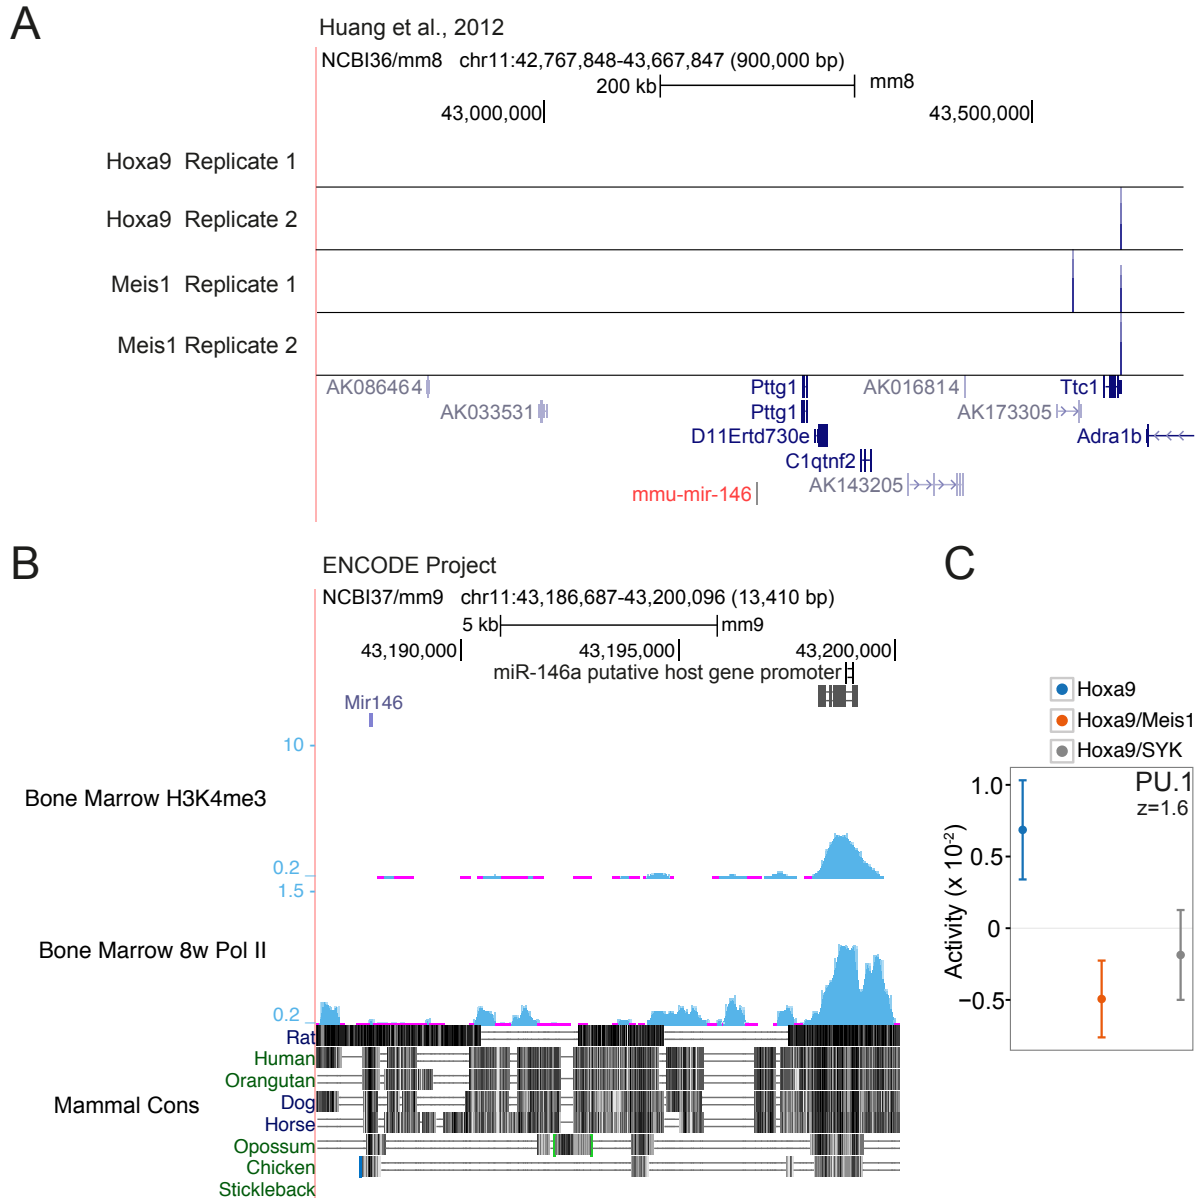 A
Huang et al., 2012
NCBI36/mm8 chr11:42,767,848-43,667,847 (900,000 bp)
200 kb mm8
43,000,000 43,500,000
Hoxa9 Replicate 1
Hoxa9 Replicate 2
Meis1 Replicate 1
Meis1 Replicate 2
AK086464 Pttg1 AK016814 Ttc1
AK033531 Pttg1 AK173305
D11Ertd730e Adra1b
C1qtnf2
AK143205
mmu-mir-146
B
ENCODE Project
NCBI37/mm9 chr11:43,186,687-43,200,096 (13,410 bp)
5 kb mm9
43,190,000 43,195,000 43,200,000
miR-146a putative host gene promoter
Mir146
10
Bone Marrow H3K4me3
0.2
1.5
Bone Marrow 8w Pol II
0.2
Rat
Human
Orangutan
Mammal Cons
Dog
Horse
Opossum
Chicken
Stickleback
C
Hoxa9
Hoxa9/Meis1
Hoxa9/SYK
PU.1
z=1.6
Activity (x 10-2)
1.0
0.5
0
−0.5